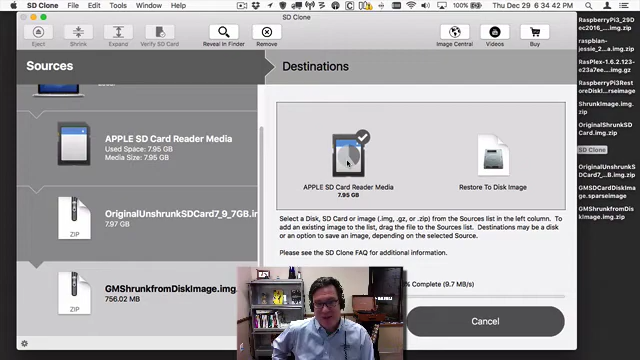 SD Clone File Edit Tools Help
100% Thu Dec 29 6:34:42 PM
SD Clone
Eject Shrink Expand Verify SD Card Reveal In Finder Remove Image Central Videos Buy
Sources
APPLE SD Card Reader Media
Used Space: 7.95 GB
Media Size: 7.95 GB
ZIP
OriginalUnshrunkSDCard7_9_7GB.im
7.97 GB
ZIP
GMShrunkfromDiskImage.img.
756.02 MB
Destinations
APPLE SD Card Reader Media
7.95 GB
Restore To Disk Image
Select a Disk, SD Card or image (.img, .gz, or .zip) from the Sources list in the left column. To
add an existing image to the list, drag the file to the Sources list. Destinations may be a disk
or an option to save an image, depending on the selected Source.
Please see the SD Clone FAQ for additional information.
% Complete (9.7 MB/s)
Cancel
RaspberryPi3_29D
ec2016_
img.zip
raspbian-
jessie_2
a.img.zip
RasPlex-1.6.2.123-
e23a7ee
img.gz
RaspberryPi3Restore
DiskI
rseimage
ShrunkImage.img.
zip
OriginalShrunkSD
Card.img.zip
SD Clone
OriginalUnshrunkS
DCard7_
B.img.zip
GMSDCardDiskIma
ge.sparseimage
GMShrunkfromDis
kImage.img.zip